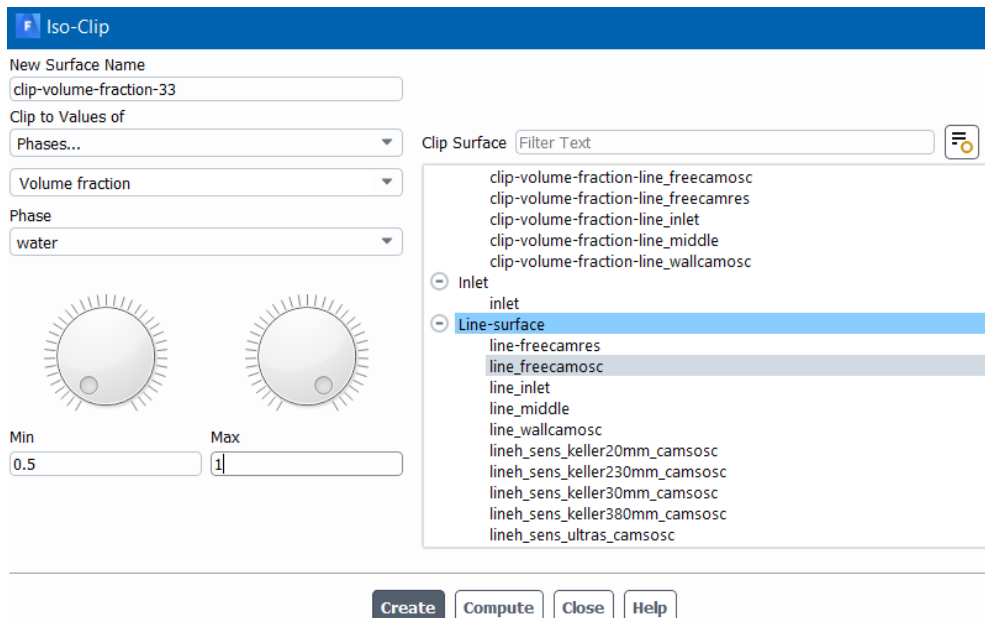 F Iso-Clip
New Surface Name
clip-volume-fraction-33
Clip to Values of
Phases...
Volume fraction
Phase
water
Min
Max
0.5
1
Clip Surface Filter Text
clip-volume-fraction-line_freecamosc
clip-volume-fraction-line_freecamres
clip-volume-fraction-line_inlet
clip-volume-fraction-line_middle
clip-volume-fraction-line_wallcamosc
Inlet
inlet
Line-surface
line-freecamres
line_freecamosc
line_inlet
line_middle
line_wallcamosc
lineh_sens_keller20mm_camsosc
lineh_sens_keller230mm_camsosc
lineh_sens_keller30mm_camsosc
lineh_sens_keller380mm_camsosc
lineh_sens_ultras_camsosc
Create Compute Close Help